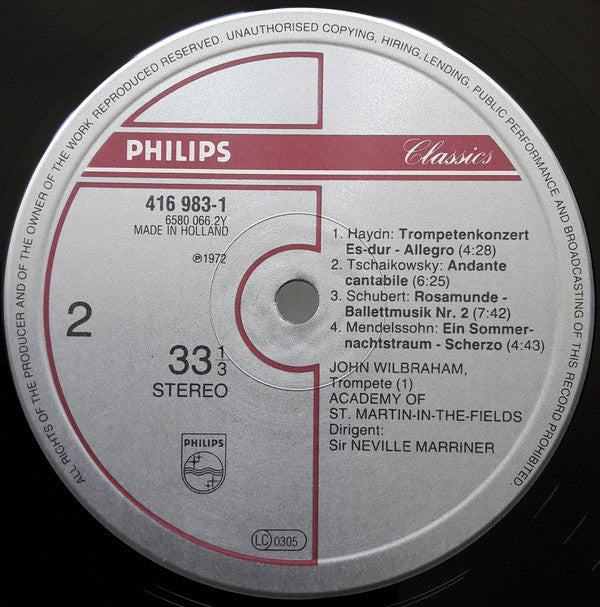 ALL RIGHTS OF THE PRODUCER AND OF THE OWNER OF THE WORK REPRODUCED RESERVED. UNAUTHORISED COPYING, HIRING, LENDING, PUBLIC PERFORMANCE AND BROADCASTING OF THIS RECORD PROHIBITED.
PHILIPS
Classics
416 983-1
6580 066.2Y
MADE IN HOLLAND
℗1972
2
33 1/3
STEREO
PHILIPS
1. Haydn: Trompetenkonzert
Es-dur - Allegro (4:28)
2. Tschaikowsky: Andante
cantabile (6:25)
3. Schubert: Rosamunde -
Ballettmusik Nr. 2 (7:42)
4. Mendelssohn: Ein Sommer-
nachtstraum - Scherzo (4:43)
JOHN WILBRAHAM,
Trompete (1)
ACADEMY OF
ST. MARTIN-IN-THE-FIELDS
Dirigent:
Sir NEVILLE MARRINER
LC 0305